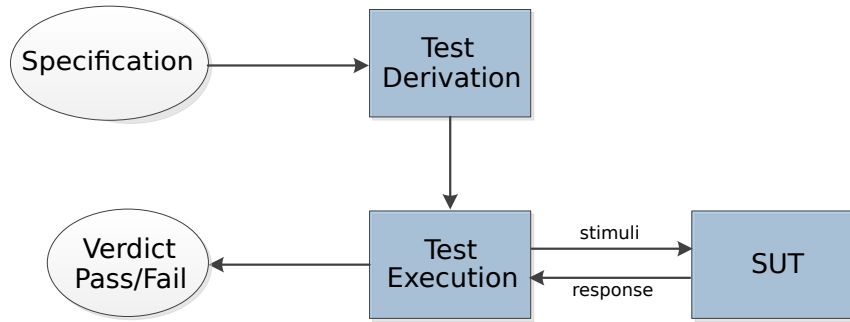 Specification
Test
Derivation
Verdict
Pass/Fail
Test
Execution
stimuli
response
SUT